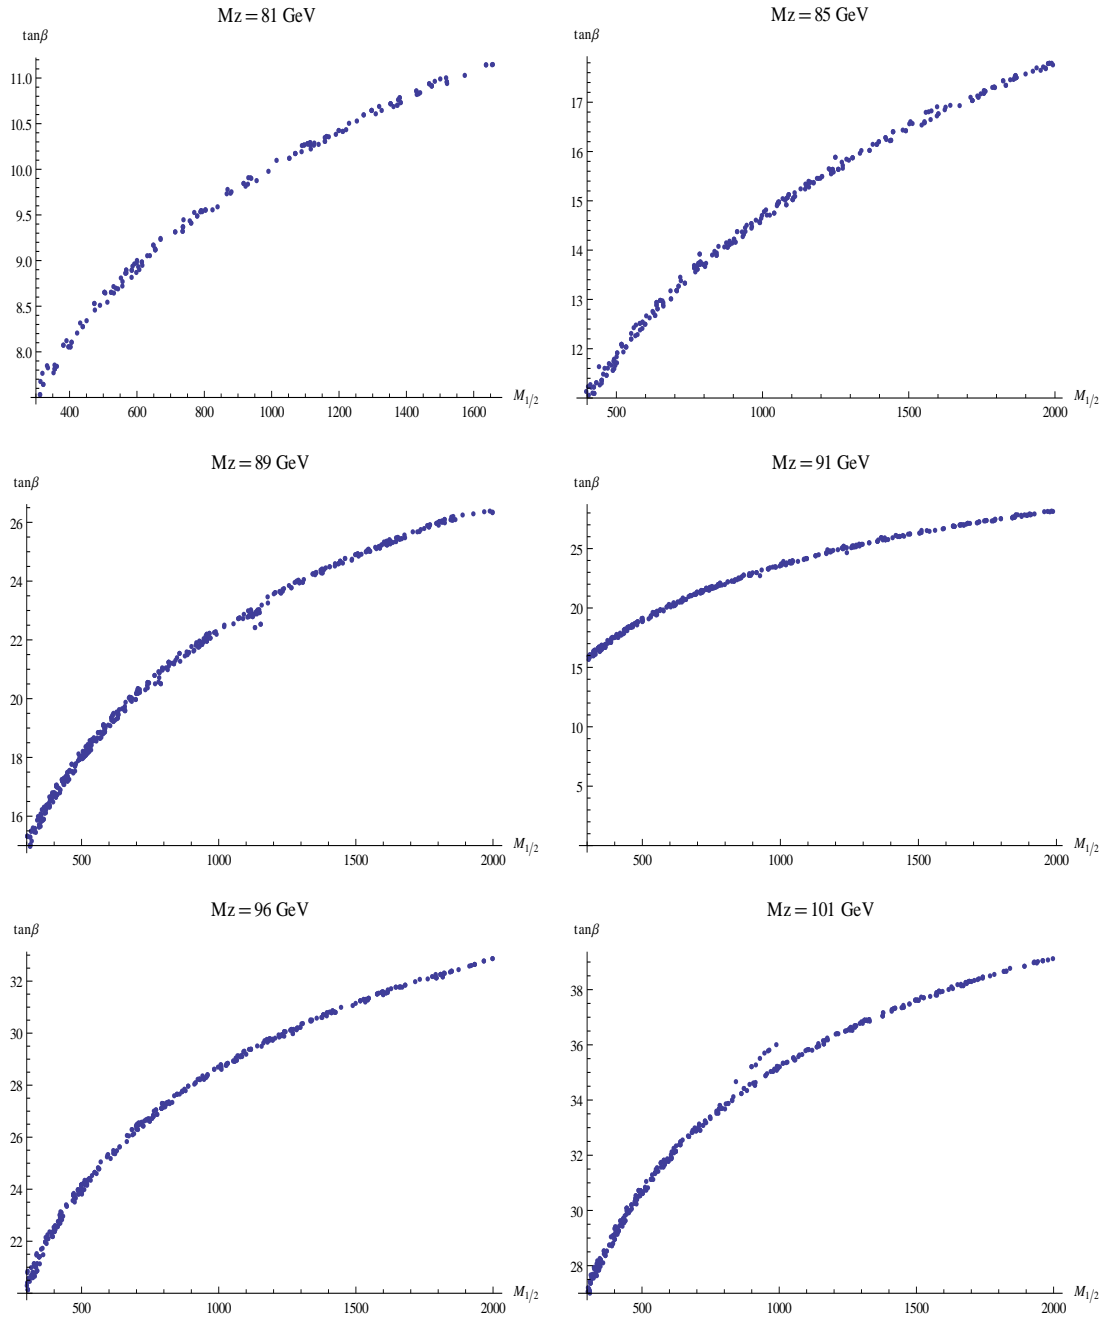 Mz = 81 GeV
tanβ
11.0
10.5
10.0
9.5
9.0
8.5
8.0
400 600 800 1000 1200 1400 1600 M1/2
Mz = 85 GeV
tanβ
17
16
15
14
13
12
500 1000 1500 2000 M1/2
Mz = 89 GeV
tanβ
26
24
22
20
18
16
500 1000 1500 2000 M1/2
Mz = 91 GeV
tanβ
25
20
15
10
5
500 1000 1500 2000 M1/2
Mz = 96 GeV
tanβ
32
30
28
26
24
22
500 1000 1500 2000 M1/2
Mz = 101 GeV
tanβ
38
36
34
32
30
28
500 1000 1500 2000 M1/2